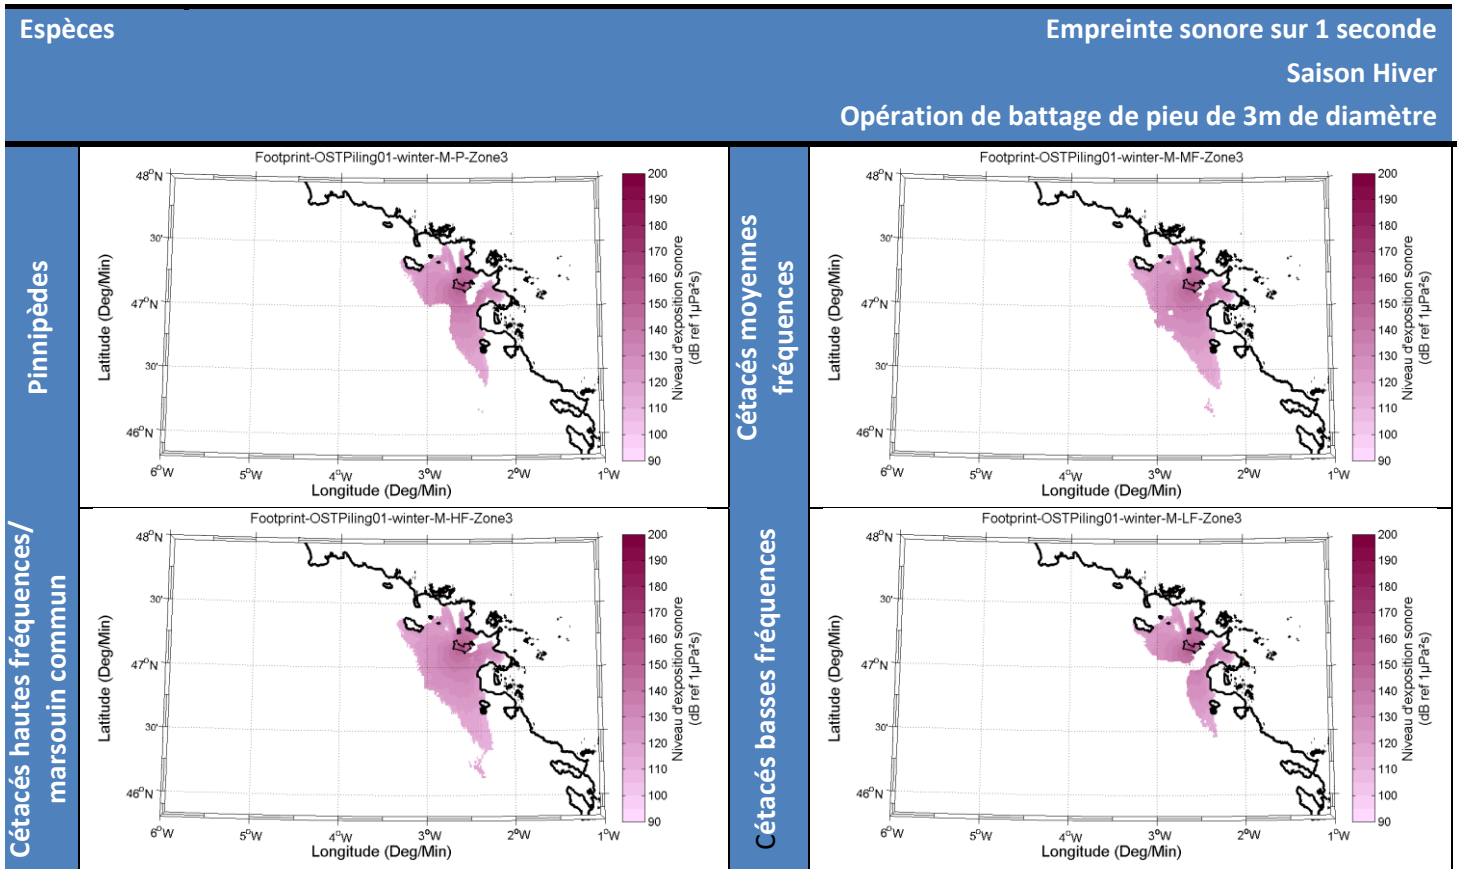 Espèces
Empreinte sonore sur 1 seconde
Saison Hiver
Opération de battage de pieu de 3m de diamètre
Pinnipèdes
Footprint-OSTPiling01-winter-M-P-Zone3
48°N
30'
47°N
30'
46°N
6°W
5°W
4°W
3°W
2°W
1°W
Latitude (Deg/Min)
Longitude (Deg/Min)
200
190
180
170
160
150
140
130
120
110
100
90
Niveau d'exposition sonore
(dB ref 1µPa²s)
Cétacés moyennes
fréquences
Footprint-OSTPiling01-winter-M-MF-Zone3
48°N
30'
47°N
30'
46°N
6°W
5°W
4°W
3°W
2°W
1°W
Latitude (Deg/Min)
Longitude (Deg/Min)
200
190
180
170
160
150
140
130
120
110
100
90
Niveau d'exposition sonore
(dB ref 1µPa²s)
Cétacés hautes fréquences/
marsouin commun
Footprint-OSTPiling01-winter-M-HF-Zone3
48°N
30'
47°N
30'
46°N
6°W
5°W
4°W
3°W
2°W
1°W
Latitude (Deg/Min)
Longitude (Deg/Min)
200
190
180
170
160
150
140
130
120
110
100
90
Niveau d'exposition sonore
(dB ref 1µPa²s)
Cétacés basses fréquences
Footprint-OSTPiling01-winter-M-LF-Zone3
48°N
30'
47°N
30'
46°N
6°W
5°W
4°W
3°W
2°W
1°W
Latitude (Deg/Min)
Longitude (Deg/Min)
200
190
180
170
160
150
140
130
120
110
100
90
Niveau d'exposition sonore
(dB ref 1µPa²s)